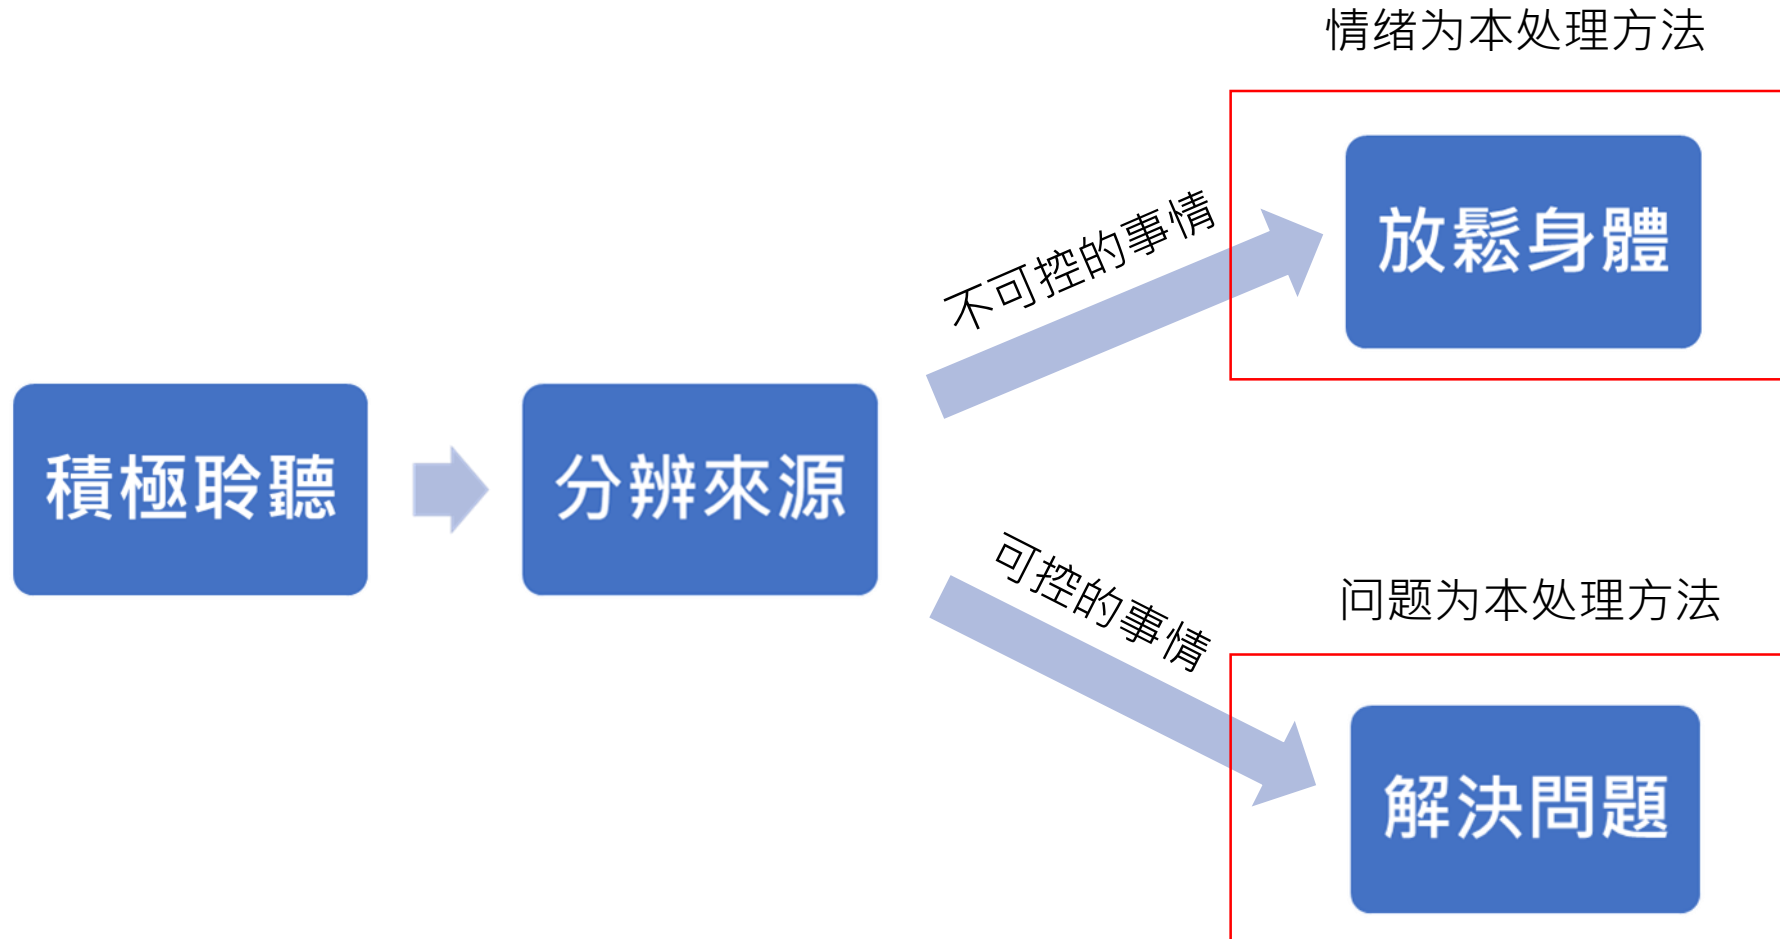 積極聆聽
分辨來源
不可控的事情
情绪为本处理方法
放鬆身體
可控的事情
问题为本处理方法
解決問題